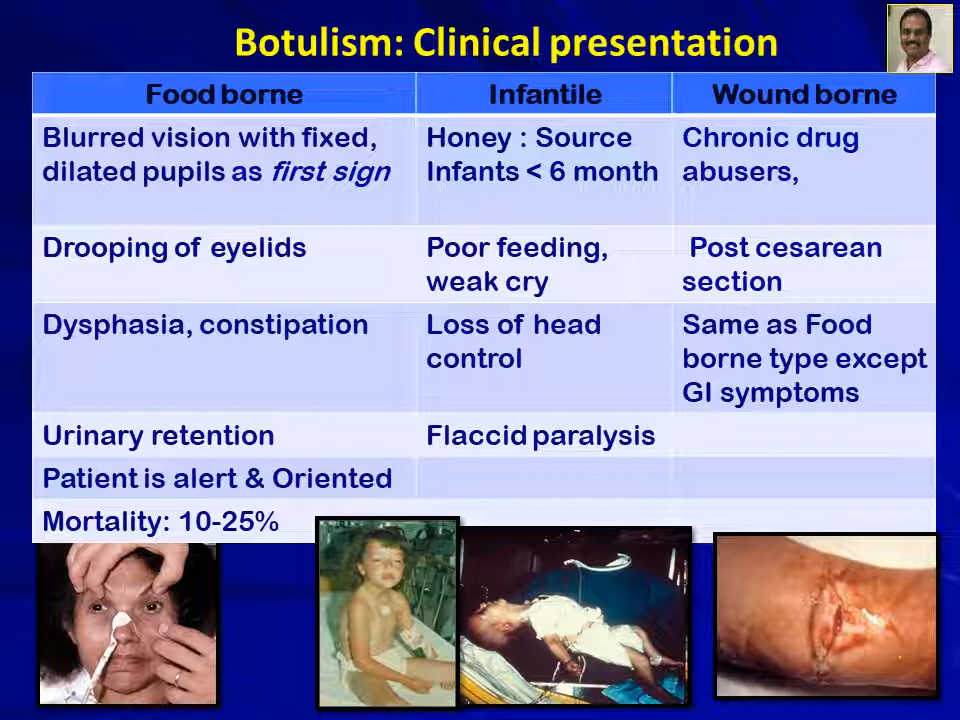 Botulism: Clinical presentation
Food borne
Infantile
Wound borne
Blurred vision with fixed,
dilated pupils as first sign
Honey : Source
Infants < 6 month
Chronic drug
abusers,
Drooping of eyelids
Poor feeding,
weak cry
Post cesarean
section
Dysphasia, constipation
Loss of head
control
Same as Food
borne type except
GI symptoms
Urinary retention
Flaccid paralysis
Patient is alert & Oriented
Mortality: 10-25%